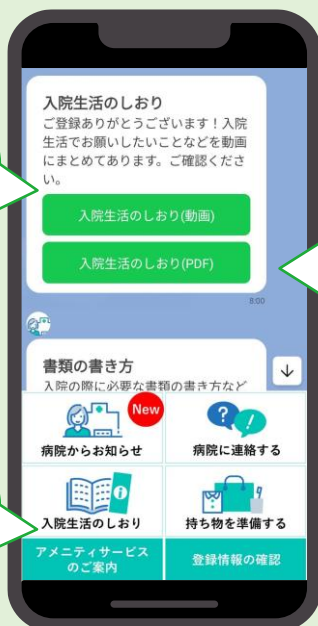 入院生活のしおり
ご登録ありがとうございます！入院
生活でお願いしたいことなどを動画
にまとめてあります。ご確認くださ
い。
入院生活のしおり(動画)
入院生活のしおり(PDF)
8:00
書類の書き方
入院の際に必要な書類の書き方など
New
病院からお知らせ
病院に連絡する
入院生活のしおり
持ち物を準備する
アメニティサービス
のご案内
登録情報の確認